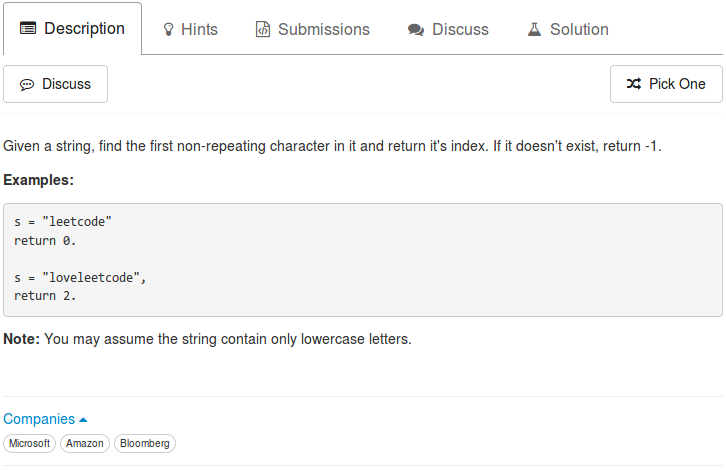 Description Hints Submissions Discuss Solution
Discuss Pick One
Given a string, find the first non-repeating character in it and return it's index. If it doesn't exist, return -1.
Examples:
s = "leetcode"
return 0.
s = "loveleetcode",
return 2.
Note: You may assume the string contain only lowercase letters.
Companies
Microsoft Amazon Bloomberg